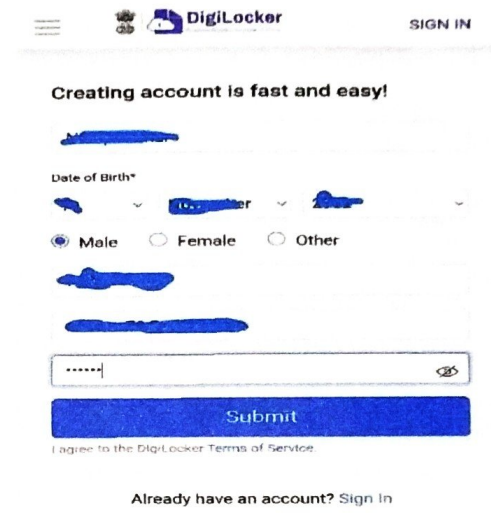 DigiLocker
SIGN IN
Creating account is fast and easy!
Date of Birth*
Male Female Other
••••••
Submit
I agree to the DigiLocker Terms of Service.
Already have an account? Sign In